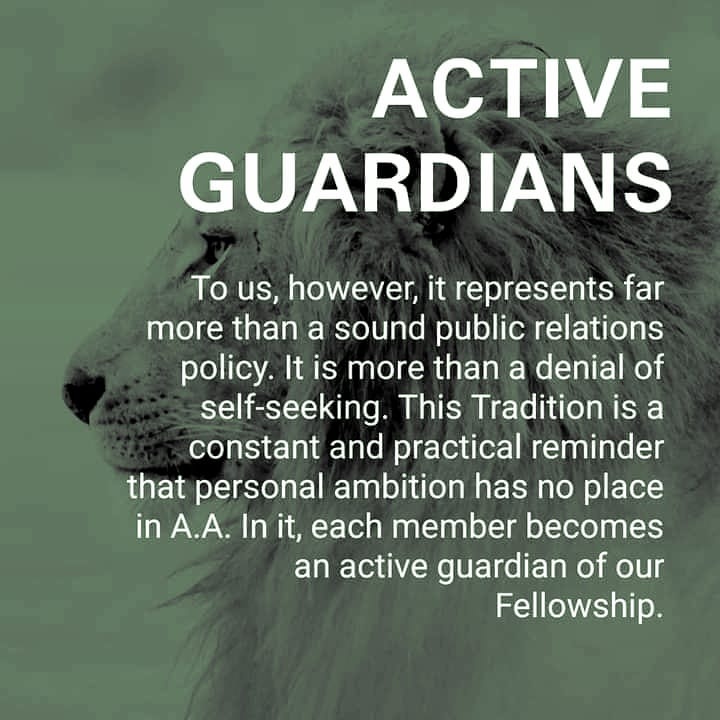 ACTIVE
GUARDIANS
To us, however, it represents far
more than a sound public relations
policy. It is more than a denial of
self-seeking. This Tradition is a
constant and practical reminder
that personal ambition has no place
in A.A. In it, each member becomes
an active guardian of our
Fellowship.